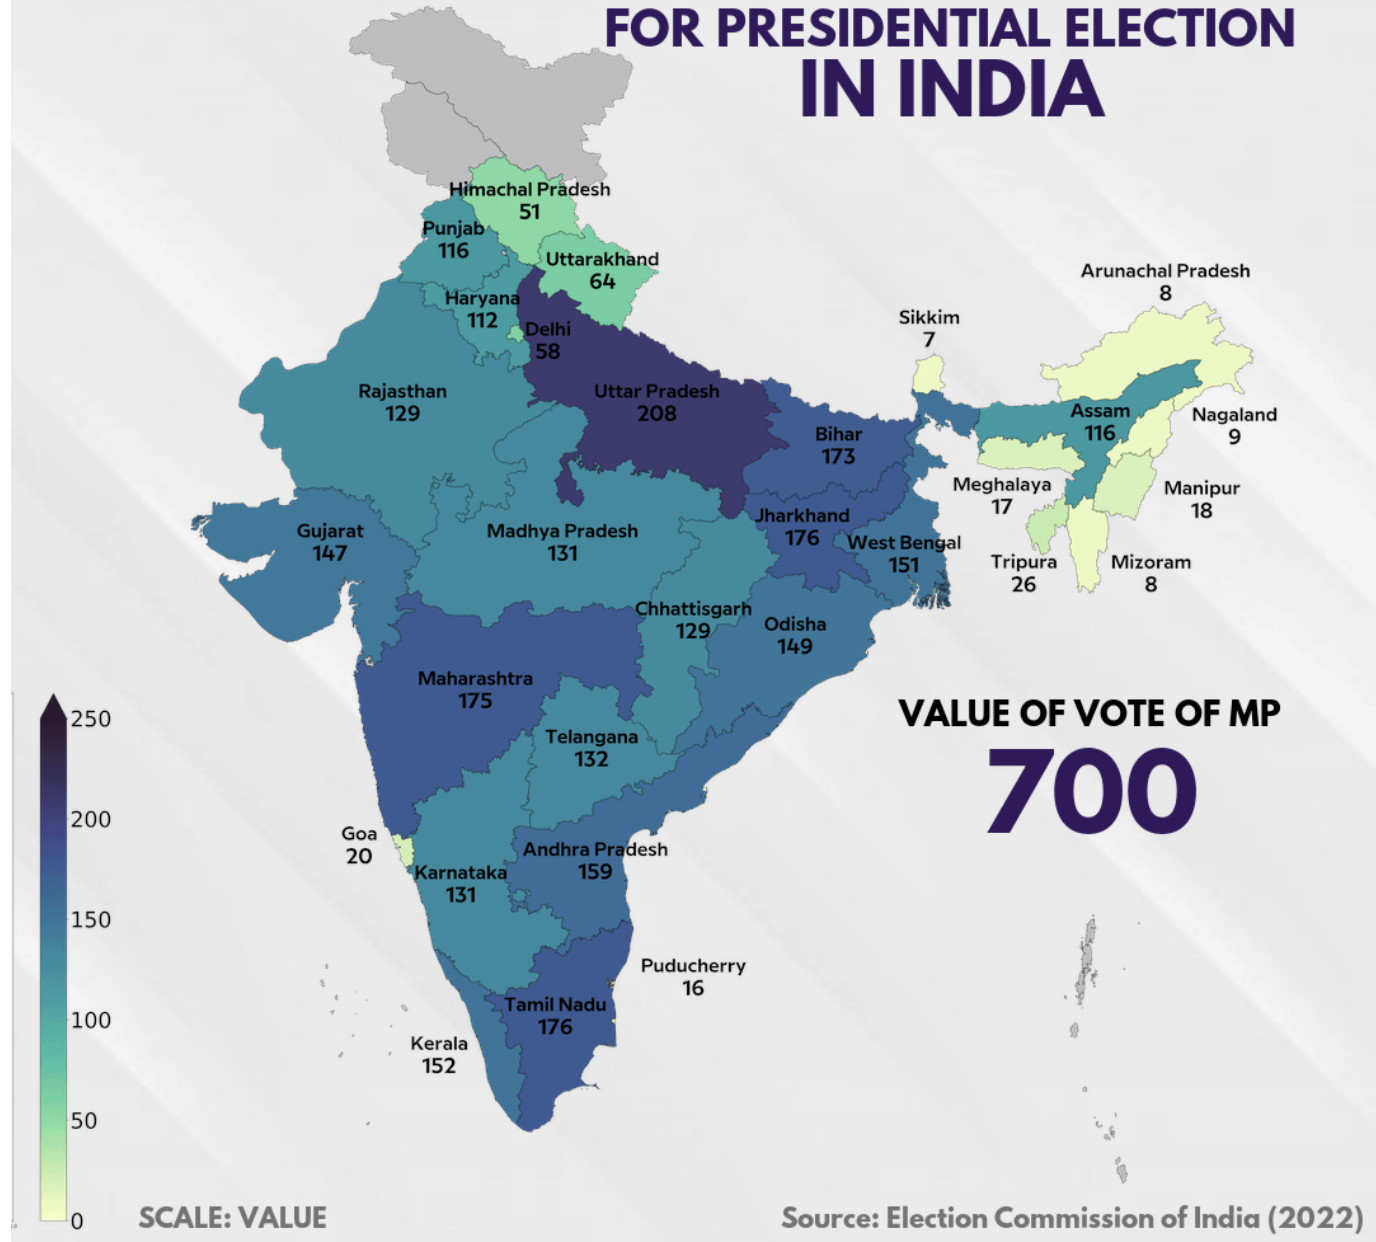 FOR PRESIDENTIAL ELECTION
IN INDIA
Himachal Pradesh
51
Punjab
116
Uttarakhand
64
Arunachal Pradesh
8
Haryana
112
Sikkim
7
Delhi
58
Rajasthan
129
Uttar Pradesh
208
Assam
116
Nagaland
9
Bihar
173
Meghalaya
17
Manipur
18
Jharkhand
176
Gujarat
147
Madhya Pradesh
131
West Bengal
151
Tripura
26
Mizoram
8
Chhattisgarh
129
Odisha
149
Maharashtra
175
VALUE OF VOTE OF MP
700
Telangana
132
250
200
150
100
50
0
Goa
20
Andhra Pradesh
159
Karnataka
131
Puducherry
16
Tamil Nadu
176
Kerala
152
SCALE: VALUE
Source: Election Commission of India (2022)